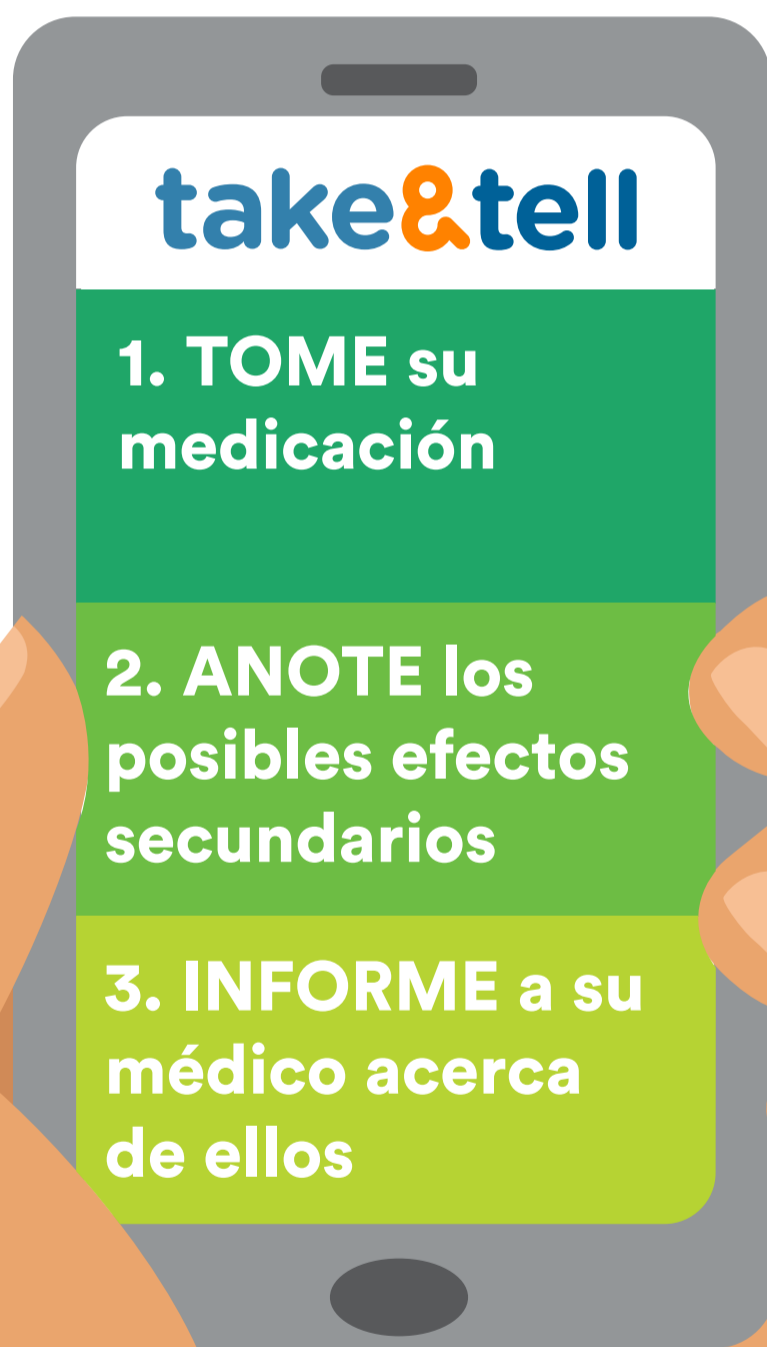 take&tell
1. TOME su
medicación
2. ANOTE los
posibles efectos
secundarios
3. INFORME a su
médico acerca
de ellos